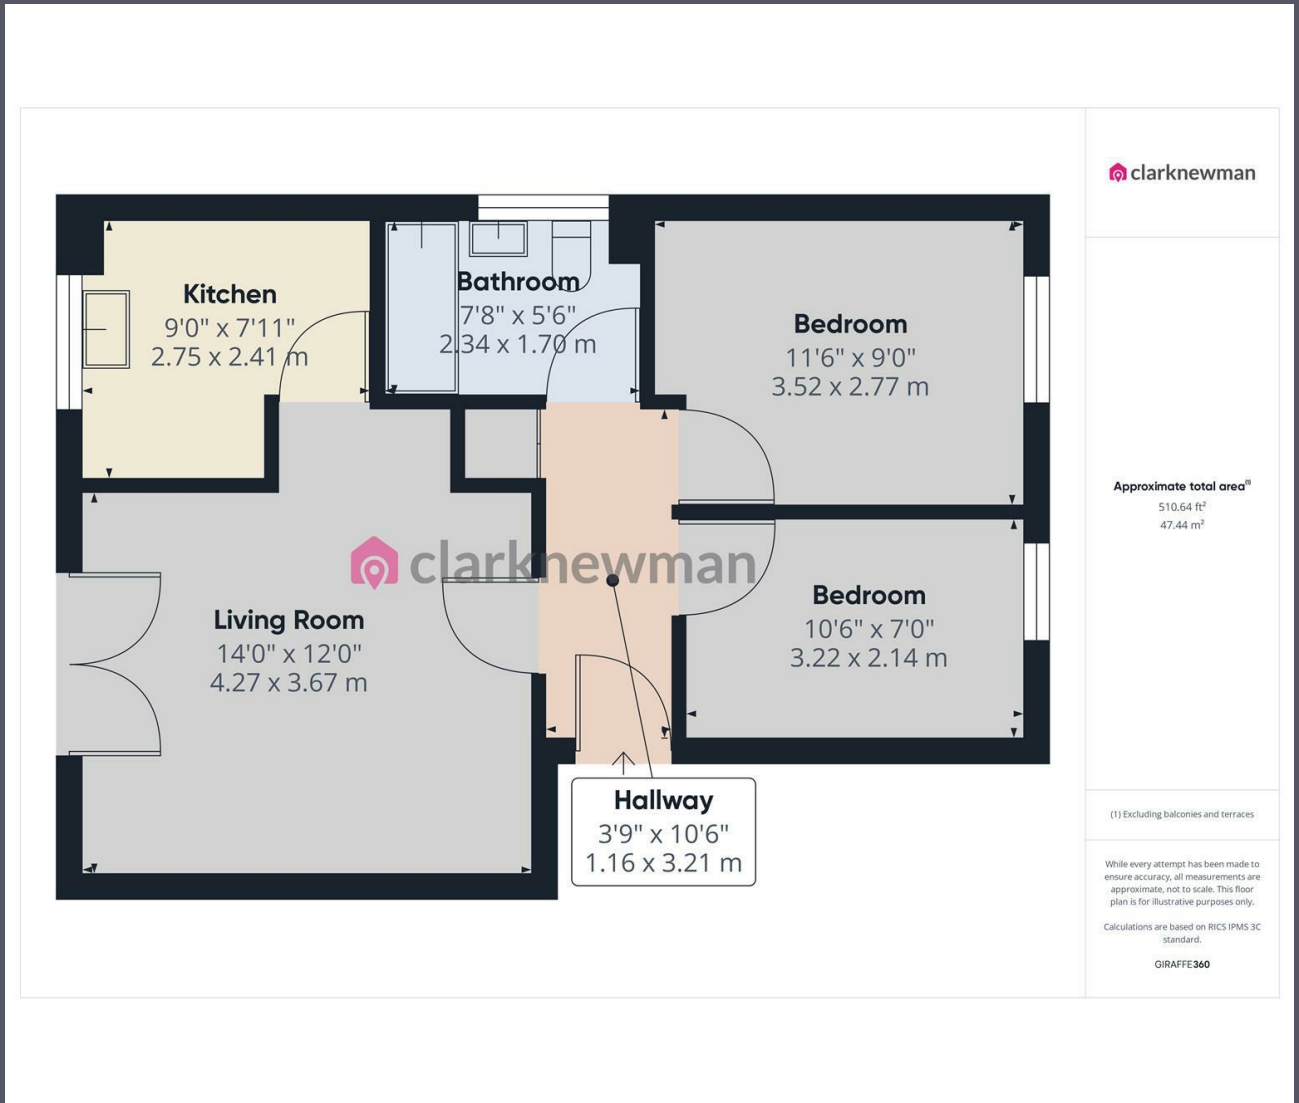 clarknewman
Kitchen
9'0" x 7'11"
2.75 x 2.41 m
Bathroom
7'8" x 5'6"
2.34 x 1.70 m
Bedroom
11'6" x 9'0"
3.52 x 2.77 m
clarknewman
Living Room
14'0" x 12'0"
4.27 x 3.67 m
Bedroom
10'6" x 7'0"
3.22 x 2.14 m
Hallway
3'9" x 10'6"
1.16 x 3.21 m
Approximate total area⁽¹⁾
510.64 ft²
47.44 m²
(1) Excluding balconies and terraces
While every attempt has been made to
ensure accuracy, all measurements are
approximate, not to scale. This floor
plan is for illustrative purposes only.
Calculations are based on RICS IPMS 3C
standard.
GIRAFFE360